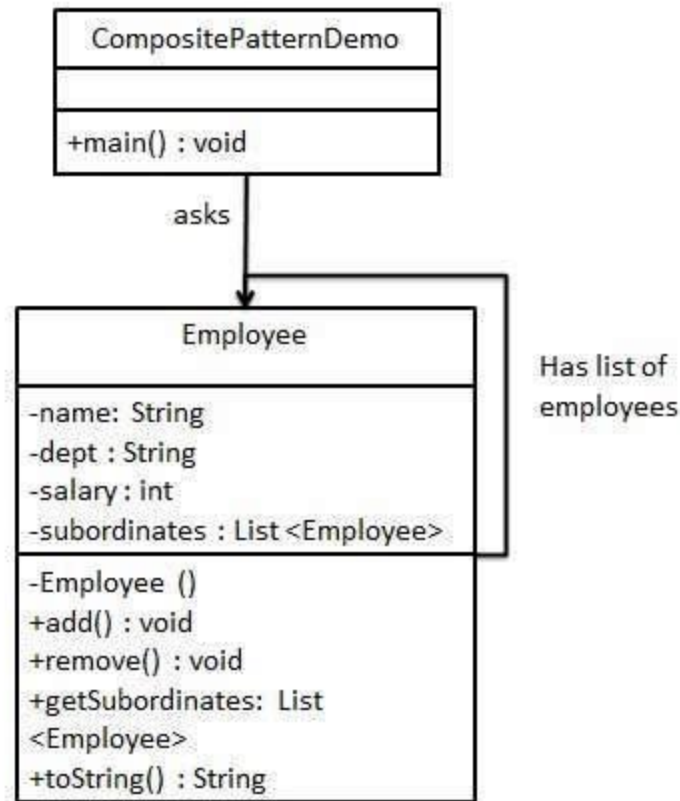 CompositePatternDemo
+main() : void
asks
Employee
Has list of
employees
-name: String
-dept : String
-salary : int
-subordinates : List <Employee>
-Employee ()
+add() : void
+remove() : void
+getSubordinates: List
<Employee>
+toString() : String